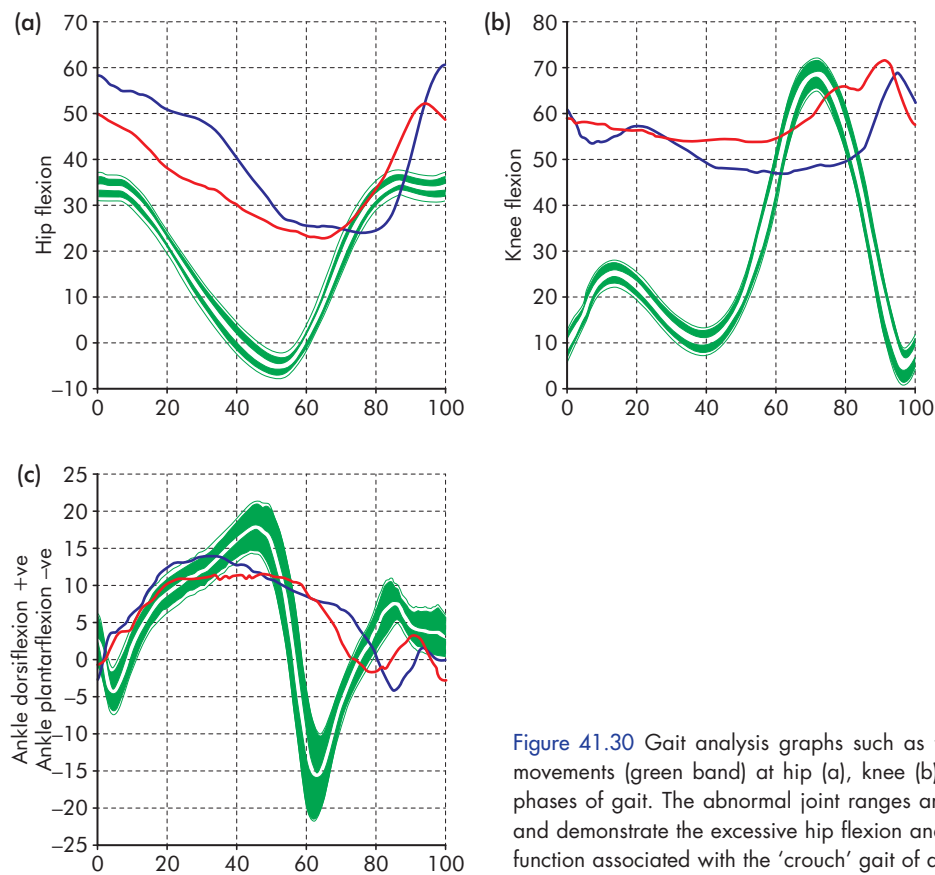 (a)
70
60
50
40
30
20
10
0
–10
Hip flexion
0 20 40 60 80 100
(b)
80
70
60
50
40
30
20
10
0
Knee flexion
0 20 40 60 80 100
(c)
25
20
15
10
5
0
–5
–10
–15
–20
–25
Ankle dorsiflexion +ve
Ankle plantarflexion –ve
0 20 40 60 80 100
Figure 41.30 Gait analysis graphs such as
movements (green band) at hip (a), knee (b)
phases of gait. The abnormal joint ranges
and demonstrate the excessive hip flexion
function associated with the ‘crouch’ gait of